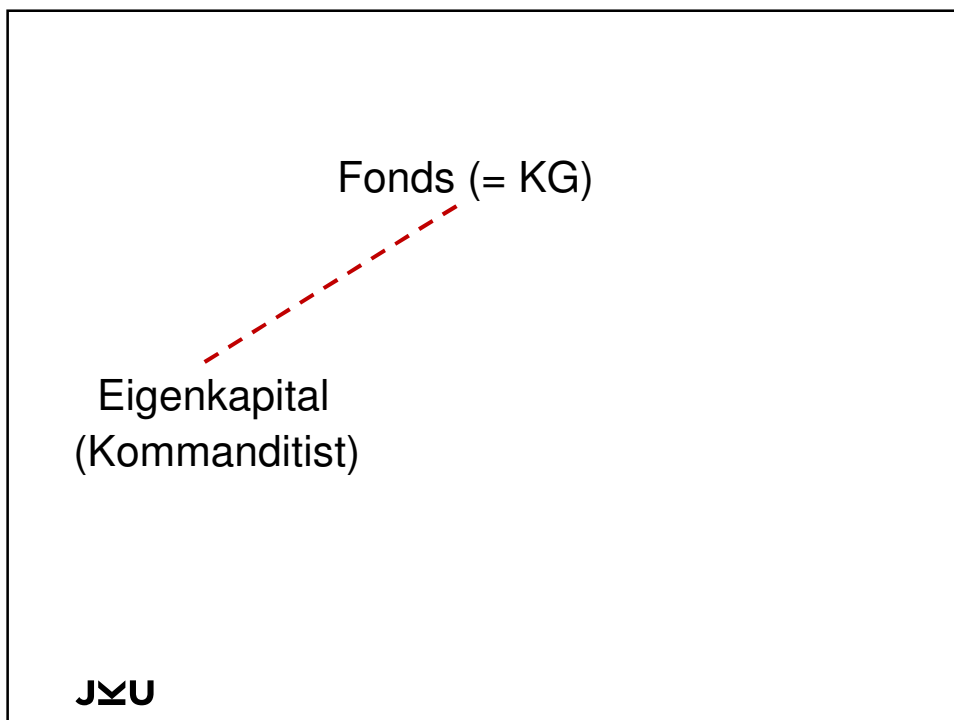 Fonds (= KG)
Eigenkapital
(Kommanditist)
JKU